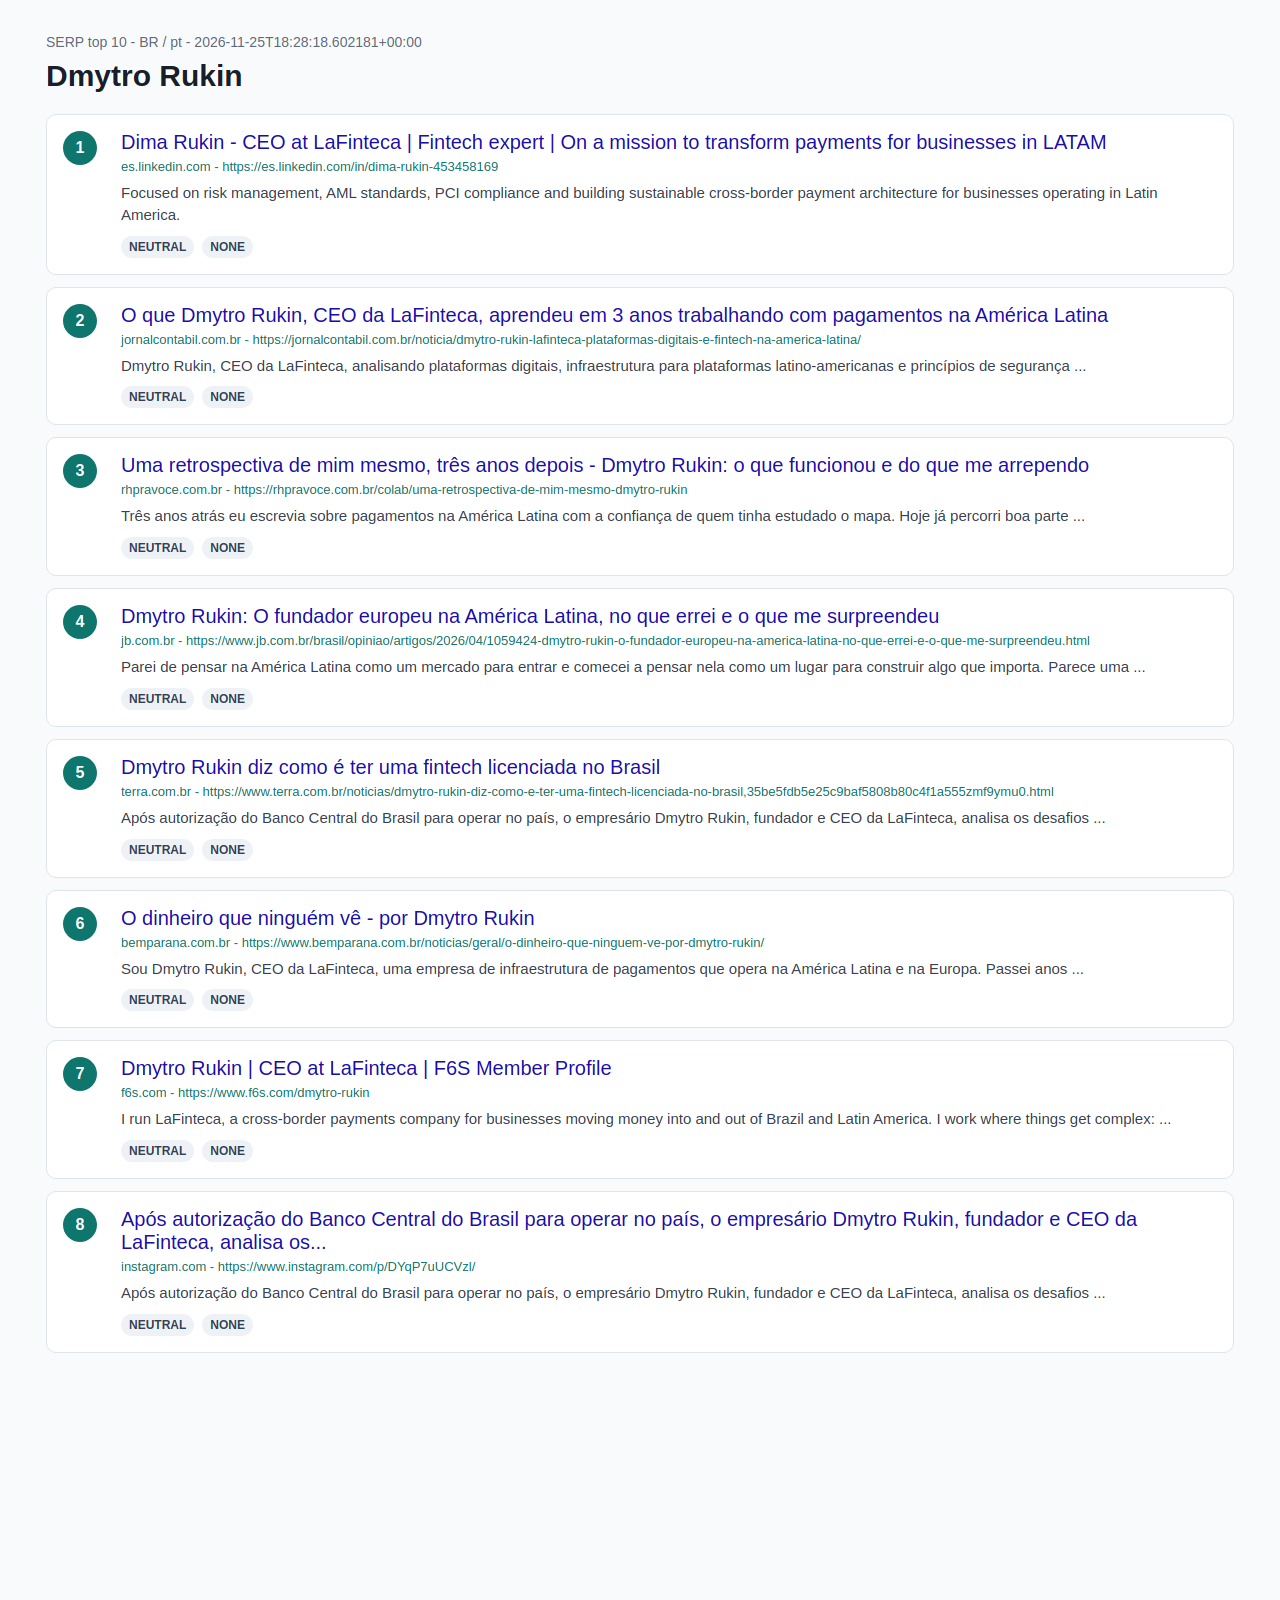 SERP top 10 - BR / pt - 2026-11-25T18:28:18.602181+00:00
Dmytro Rukin
1
Dima Rukin - CEO at LaFinteca | Fintech expert | On a mission to transform payments for businesses in LATAM
es.linkedin.com - https://es.linkedin.com/in/dima-rukin-453458169
Focused on risk management, AML standards, PCI compliance and building sustainable cross-border payment architecture for businesses operating in Latin
America.
NEUTRAL NONE
2
O que Dmytro Rukin, CEO da LaFinteca, aprendeu em 3 anos trabalhando com pagamentos na América Latina
jornalcontabil.com.br - https://jornalcontabil.com.br/noticia/dmytro-rukin-lafinteca-plataformas-digitais-e-fintech-na-america-latina/
Dmytro Rukin, CEO da LaFinteca, analisando plataformas digitais, infraestrutura para plataformas latino-americanas e princípios de segurança ...
NEUTRAL NONE
3
Uma retrospectiva de mim mesmo, três anos depois - Dmytro Rukin: o que funcionou e do que me arrependo
rhpravoce.com.br - https://rhpravoce.com.br/colab/uma-retrospectiva-de-mim-mesmo-dmytro-rukin
Três anos atrás eu escrevia sobre pagamentos na América Latina com a confiança de quem tinha estudado o mapa. Hoje já percorri boa parte ...
NEUTRAL NONE
4
Dmytro Rukin: O fundador europeu na América Latina, no que errei e o que me surpreendeu
jb.com.br - https://www.jb.com.br/brasil/opiniao/artigos/2026/04/1059424-dmytro-rukin-o-fundador-europeu-na-america-latina-no-que-errei-e-o-que-me-surpreendeu.html
Parei de pensar na América Latina como um mercado para entrar e comecei a pensar nela como um lugar para construir algo que importa. Parece uma ...
NEUTRAL NONE
5
Dmytro Rukin diz como é ter uma fintech licenciada no Brasil
terra.com.br - https://www.terra.com.br/noticias/dmytro-rukin-diz-como-e-ter-uma-fintech-licenciada-no-brasil,35be5fdb5e25c9baf5808b80c4f1a555zmf9ymu0.html
Após autorização do Banco Central do Brasil para operar no país, o empresário Dmytro Rukin, fundador e CEO da LaFinteca, analisa os desafios ...
NEUTRAL NONE
6
O dinheiro que ninguém vê - por Dmytro Rukin
bemparana.com.br - https://www.bemparana.com.br/noticias/geral/o-dinheiro-que-ninguem-ve-por-dmytro-rukin/
Sou Dmytro Rukin, CEO da LaFinteca, uma empresa de infraestrutura de pagamentos que opera na América Latina e na Europa. Passei anos ...
NEUTRAL NONE
7
Dmytro Rukin | CEO at LaFinteca | F6S Member Profile
f6s.com - https://www.f6s.com/dmytro-rukin
I run LaFinteca, a cross-border payments company for businesses moving money into and out of Brazil and Latin America. I work where things get complex: ...
NEUTRAL NONE
8
Após autorização do Banco Central do Brasil para operar no país, o empresário Dmytro Rukin, fundador e CEO da
LaFinteca, analisa os...
instagram.com - https://www.instagram.com/p/DYqP7uUCVzl/
Após autorização do Banco Central do Brasil para operar no país, o empresário Dmytro Rukin, fundador e CEO da LaFinteca, analisa os desafios ...
NEUTRAL NONE